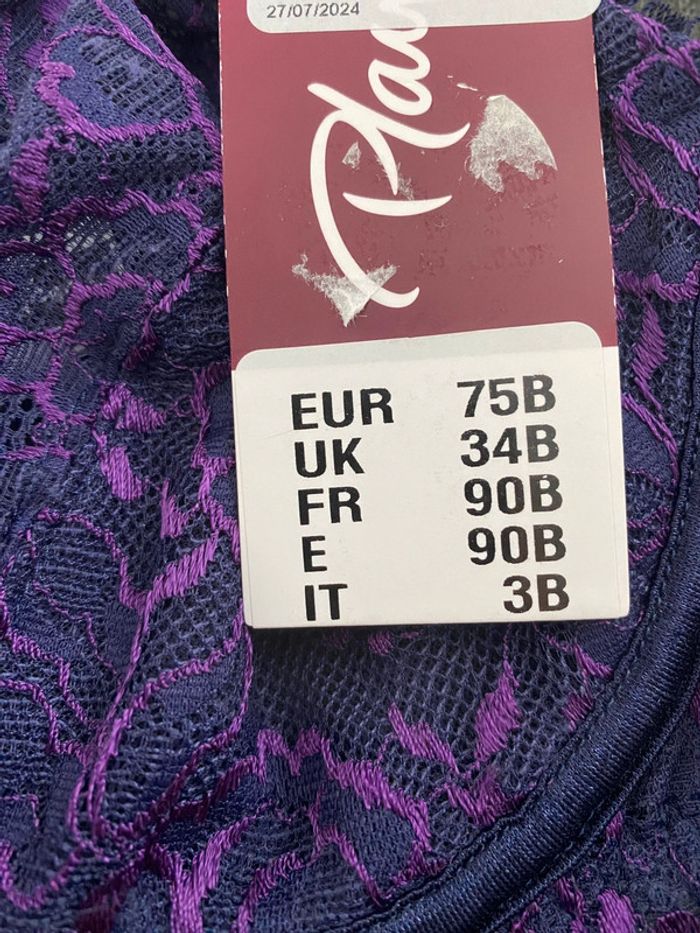 27/07/2024
EUR 75B
UK 34B
FR 90B
E 90B
IT 3B